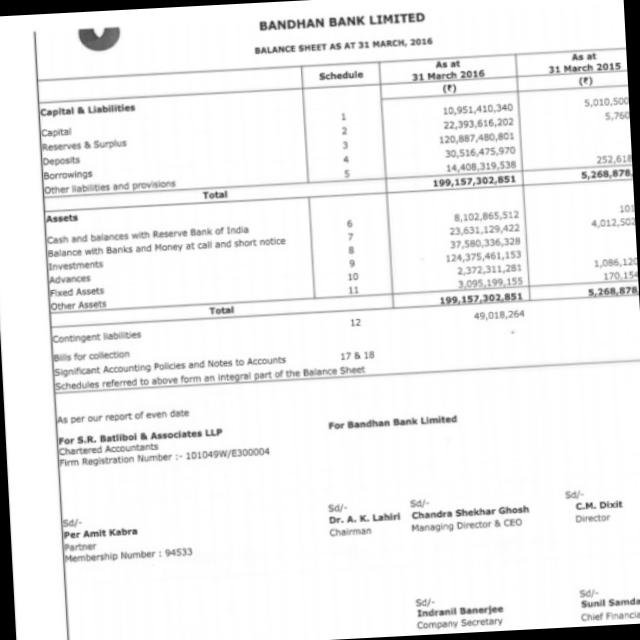 BANDHAN BANK LIMITED
BALANCE SHEET AS AT 31 MARCH, 2016
Schedule As at 31 March 2016 (₹) As at 31 March 2015 (₹)
Capital & Liabilities
Capital 1 10,951,410,340 5,010,500
Reserves & Surplus 2 22,393,616,202 5,760
Deposits 3 120,887,480,801
Borrowings 4 30,516,475,970
Other liabilities and provisions 5 14,408,319,538 252,618
Total 199,157,302,851 5,268,878,
Assets
Cash and balances with Reserve Bank of India 6 8,102,865,512 101
Balance with Banks and Money at call and short notice 7 23,631,129,422 4,012,502
Investments 8 37,580,336,328
Advances 9 124,375,461,153
Fixed Assets 10 2,372,311,281 1,086,120
Other Assets 11 3,095,199,155 170,154
Total 199,157,302,851 5,268,878,
Contingent liabilities 12 49,018,264
Bills for collection -
Significant Accounting Policies and Notes to Accounts 17 & 18
Schedules referred to above form an integral part of the Balance Sheet
As per our report of even date
For S.R. Batliboi & Associates LLP For Bandhan Bank Limited
Chartered Accountants
Firm Registration Number :- 101049W/E300004
Sd/- Sd/- Sd/- Sd/-
Per Amit Kabra Dr. A. K. Lahiri Chandra Shekhar Ghosh C.M. Dixit
Partner Chairman Managing Director & CEO Director
Membership Number : 94533
Sd/- Sd/-
Indranil Banerjee Sunil Samda
Company Secretary Chief Financia